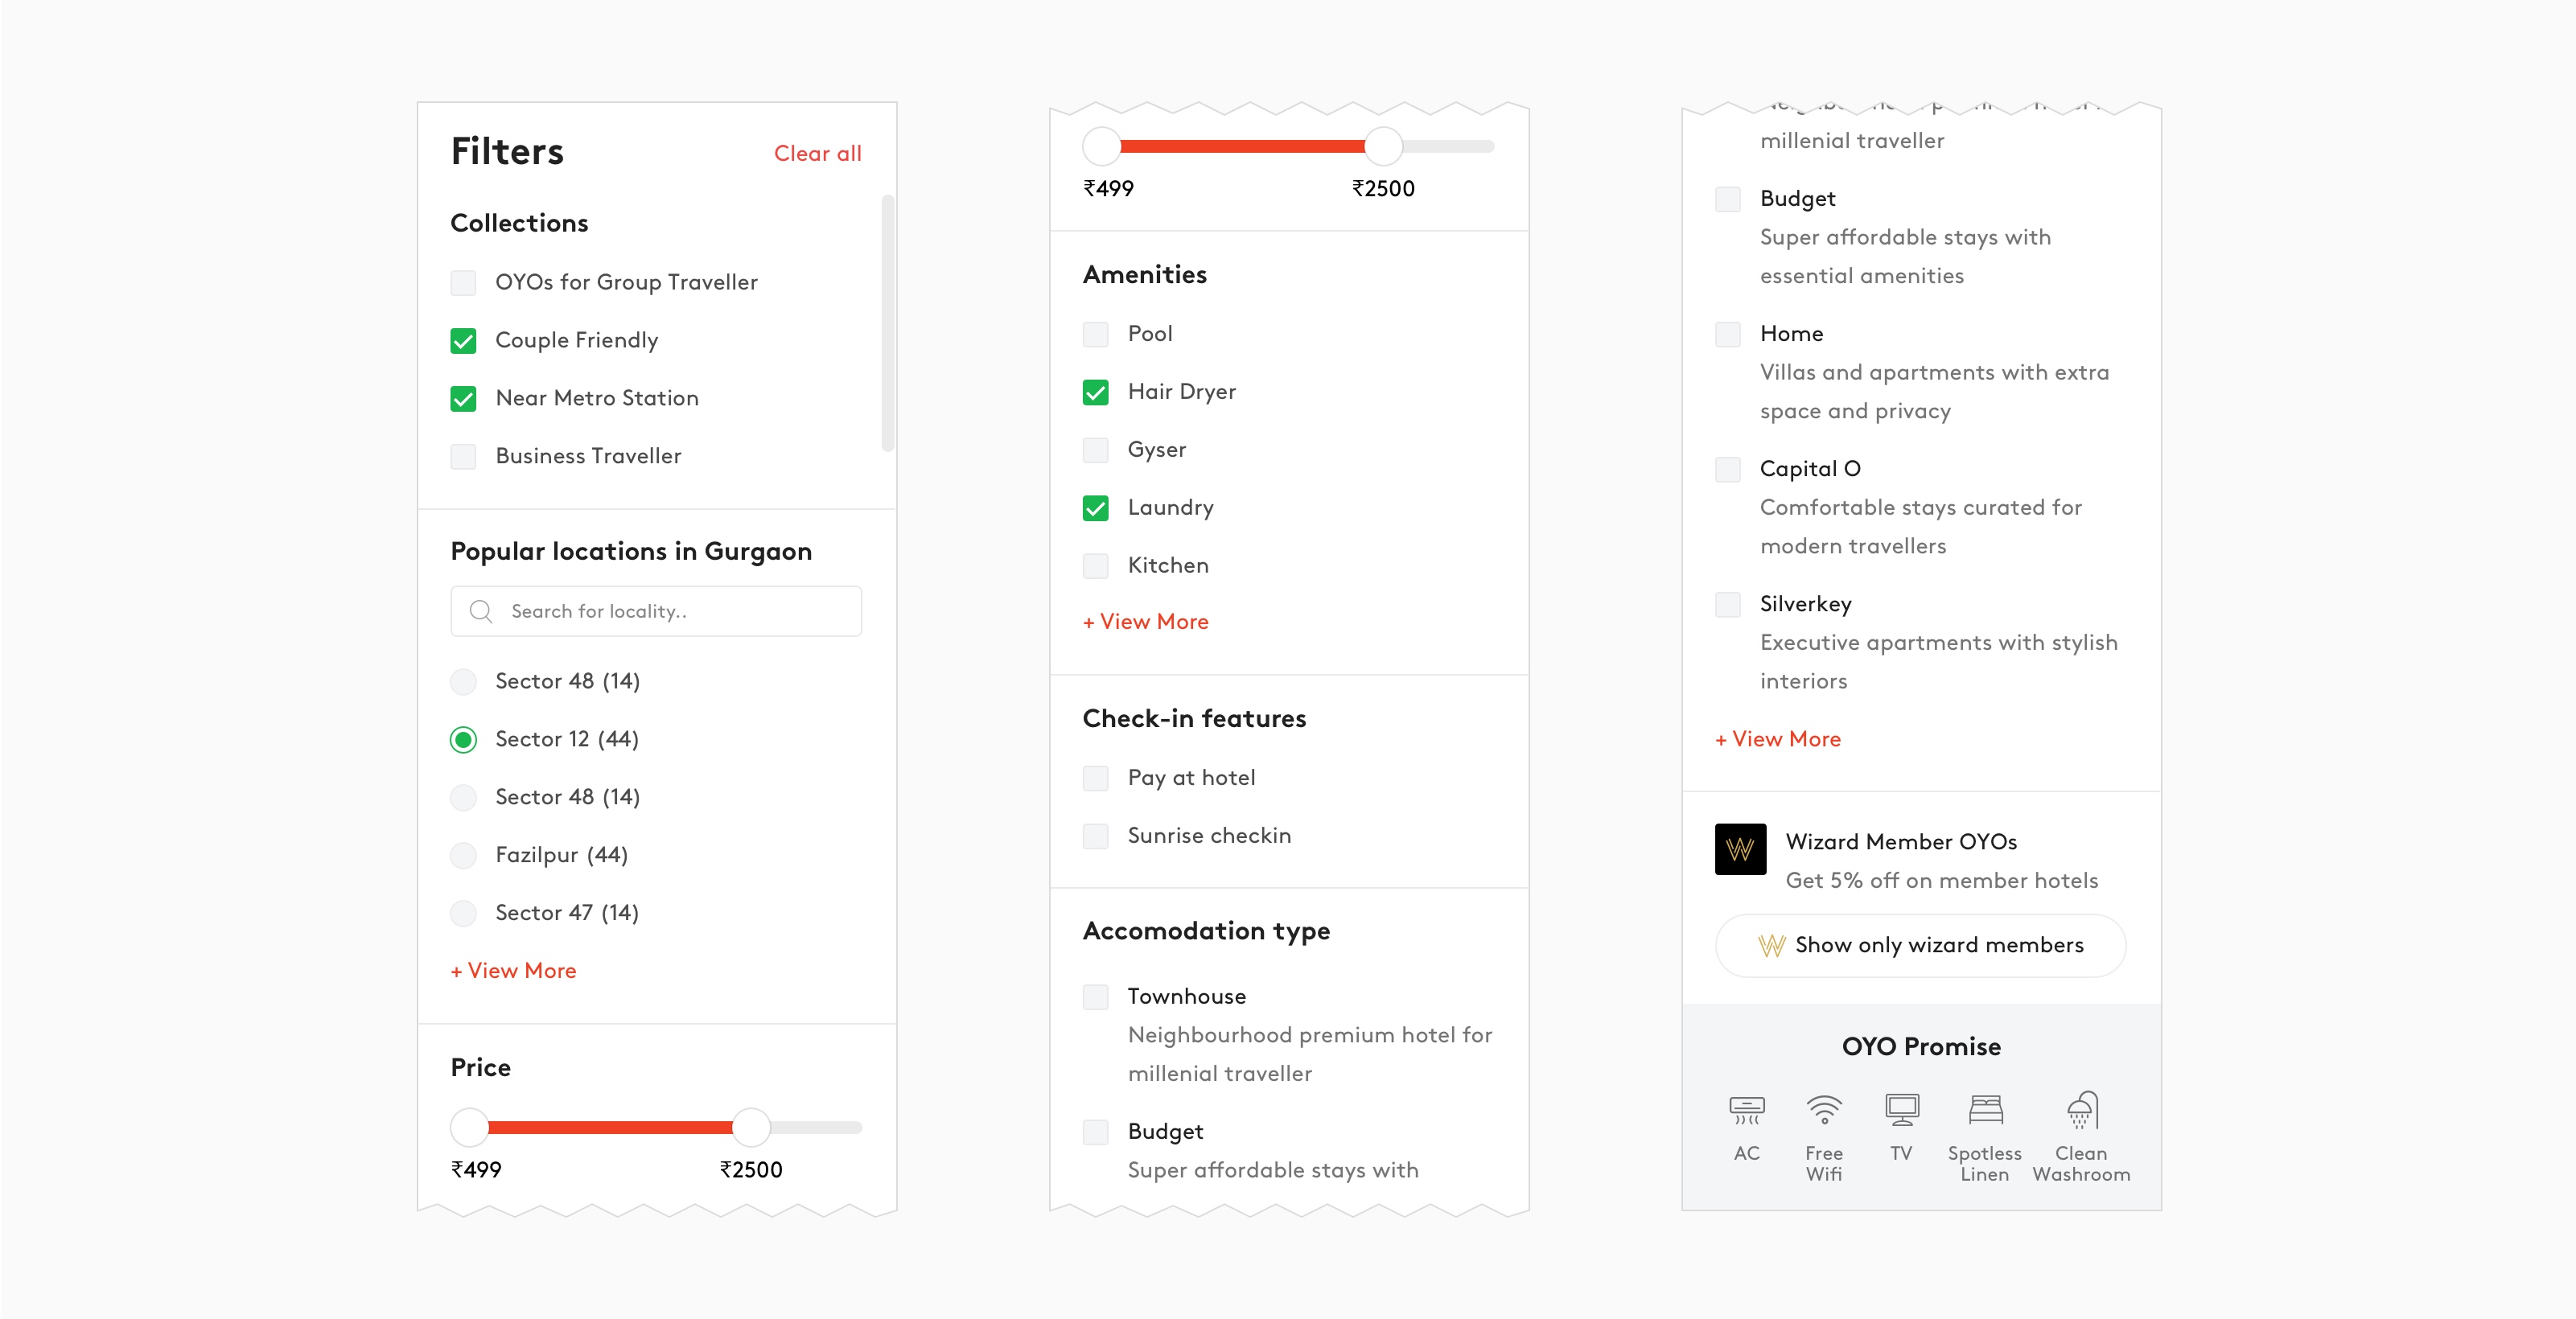 Filters
Clear all
Collections
OYOs for Group Traveller
Couple Friendly
Near Metro Station
Business Traveller
Popular locations in Gurgaon
Search for locality..
Sector 48 (14)
Sector 12 (44)
Sector 48 (14)
Fazilpur (44)
Sector 47 (14)
+ View More
Price
₹499
₹2500
₹499
₹2500
Amenities
Pool
Hair Dryer
Gyser
Laundry
Kitchen
+ View More
Check-in features
Pay at hotel
Sunrise checkin
Accomodation type
Townhouse
Neighbourhood premium hotel for
millenial traveller
Budget
Super affordable stays with
millenial traveller
Budget
Super affordable stays with
essential amenities
Home
Villas and apartments with extra
space and privacy
Capital O
Comfortable stays curated for
modern travellers
Silverkey
Executive apartments with stylish
interiors
+ View More
W
Wizard Member OYOs
Get 5% off on member hotels
W Show only wizard members
OYO Promise
AC
Free
Wifi
TV
Spotless
Linen
Clean
Washroom